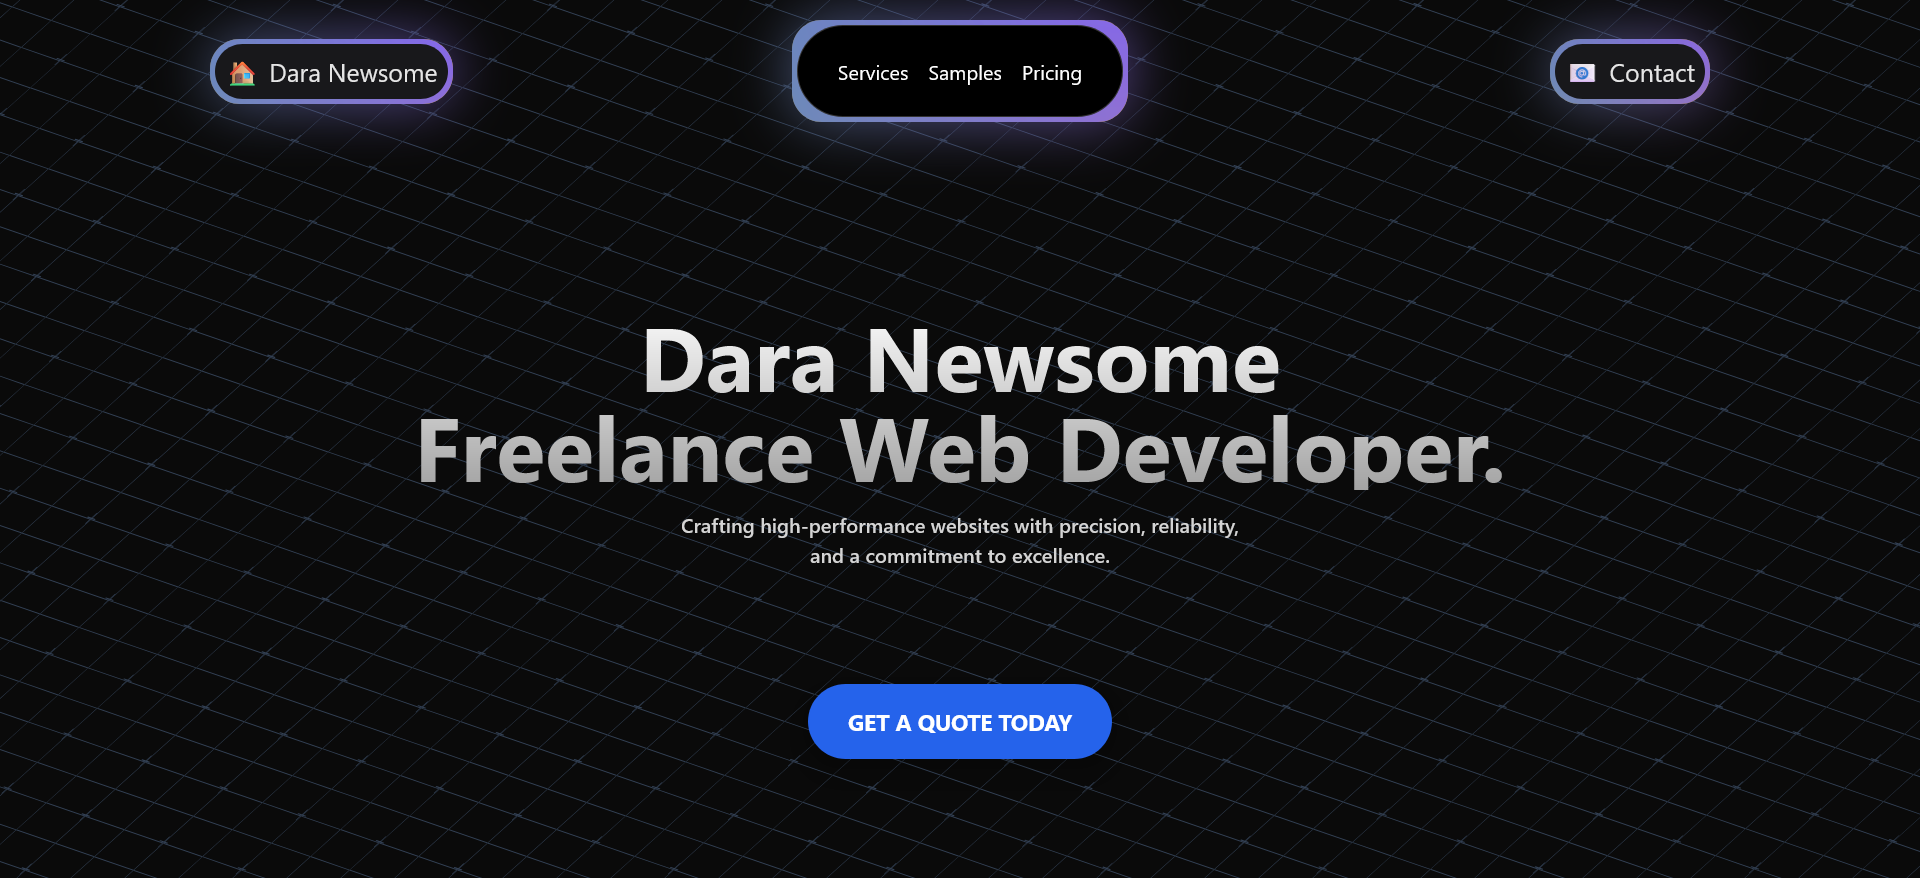 Dara Newsome
Services Samples Pricing
Contact
Dara Newsome
Freelance Web Developer.
Crafting high-performance websites with precision, reliability,
and a commitment to excellence.
GET A QUOTE TODAY